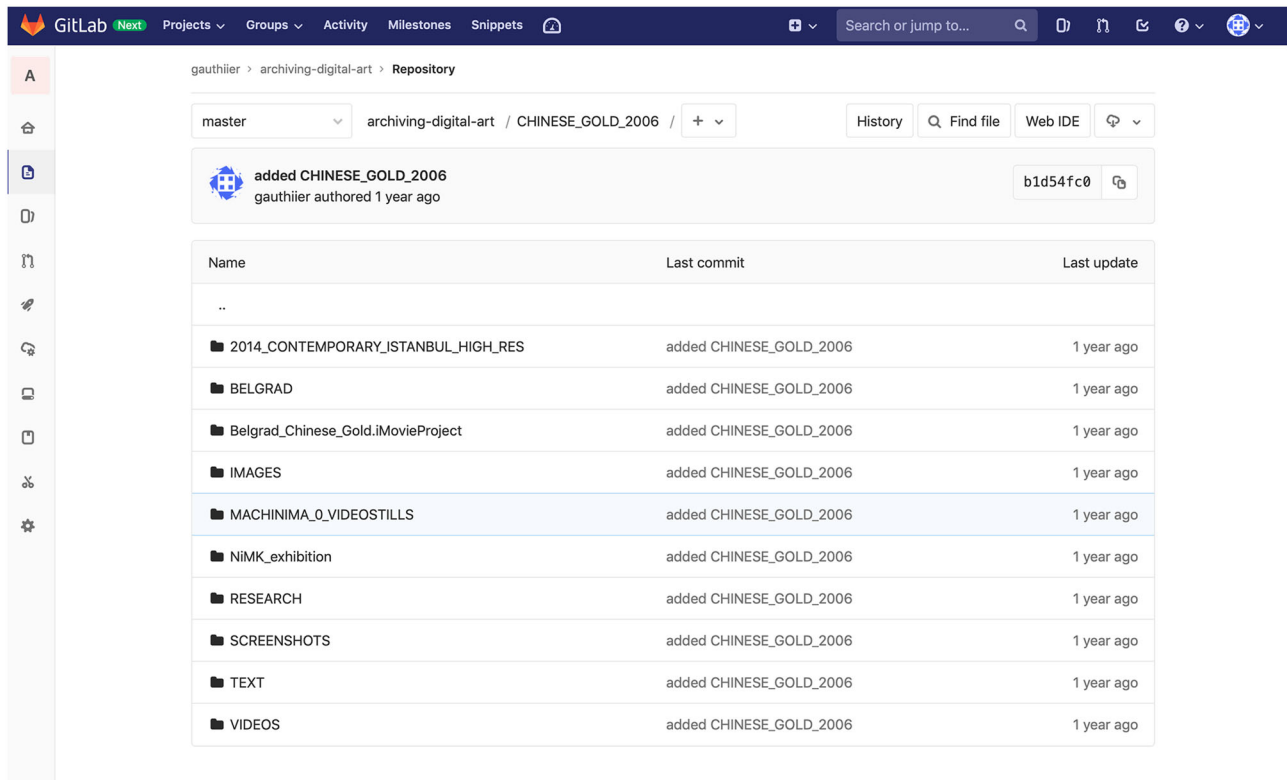 GitLab Next Projects Groups Activity Milestones Snippets Search or jump to...
A
gauthiier > archiving-digital-art > Repository
master archiving-digital-art / CHINESE_GOLD_2006 / + History Find file Web IDE
added CHINESE_GOLD_2006
gauthiier authored 1 year ago
b1d54fc0
Name Last commit Last update
..
2014_CONTEMPORARY_ISTANBUL_HIGH_RES added CHINESE_GOLD_2006 1 year ago
BELGRAD added CHINESE_GOLD_2006 1 year ago
Belgrad_Chinese_Gold.iMovieProject added CHINESE_GOLD_2006 1 year ago
IMAGES added CHINESE_GOLD_2006 1 year ago
MACHINIMA_0_VIDEOSTILLS added CHINESE_GOLD_2006 1 year ago
NiMK_exhibition added CHINESE_GOLD_2006 1 year ago
RESEARCH added CHINESE_GOLD_2006 1 year ago
SCREENSHOTS added CHINESE_GOLD_2006 1 year ago
TEXT added CHINESE_GOLD_2006 1 year ago
VIDEOS added CHINESE_GOLD_2006 1 year ago